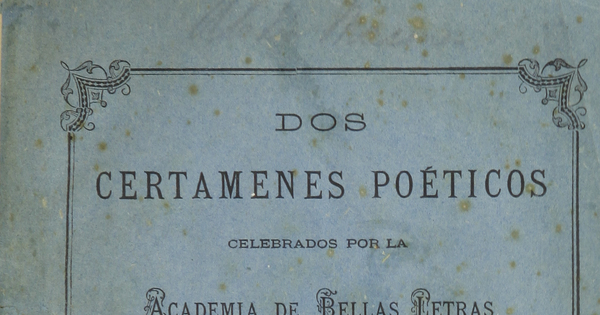 DOS
CERTAMENES POÉTICOS
CELEBRADOS POR LA
ACADEMIA DE BELLAS LETRAS